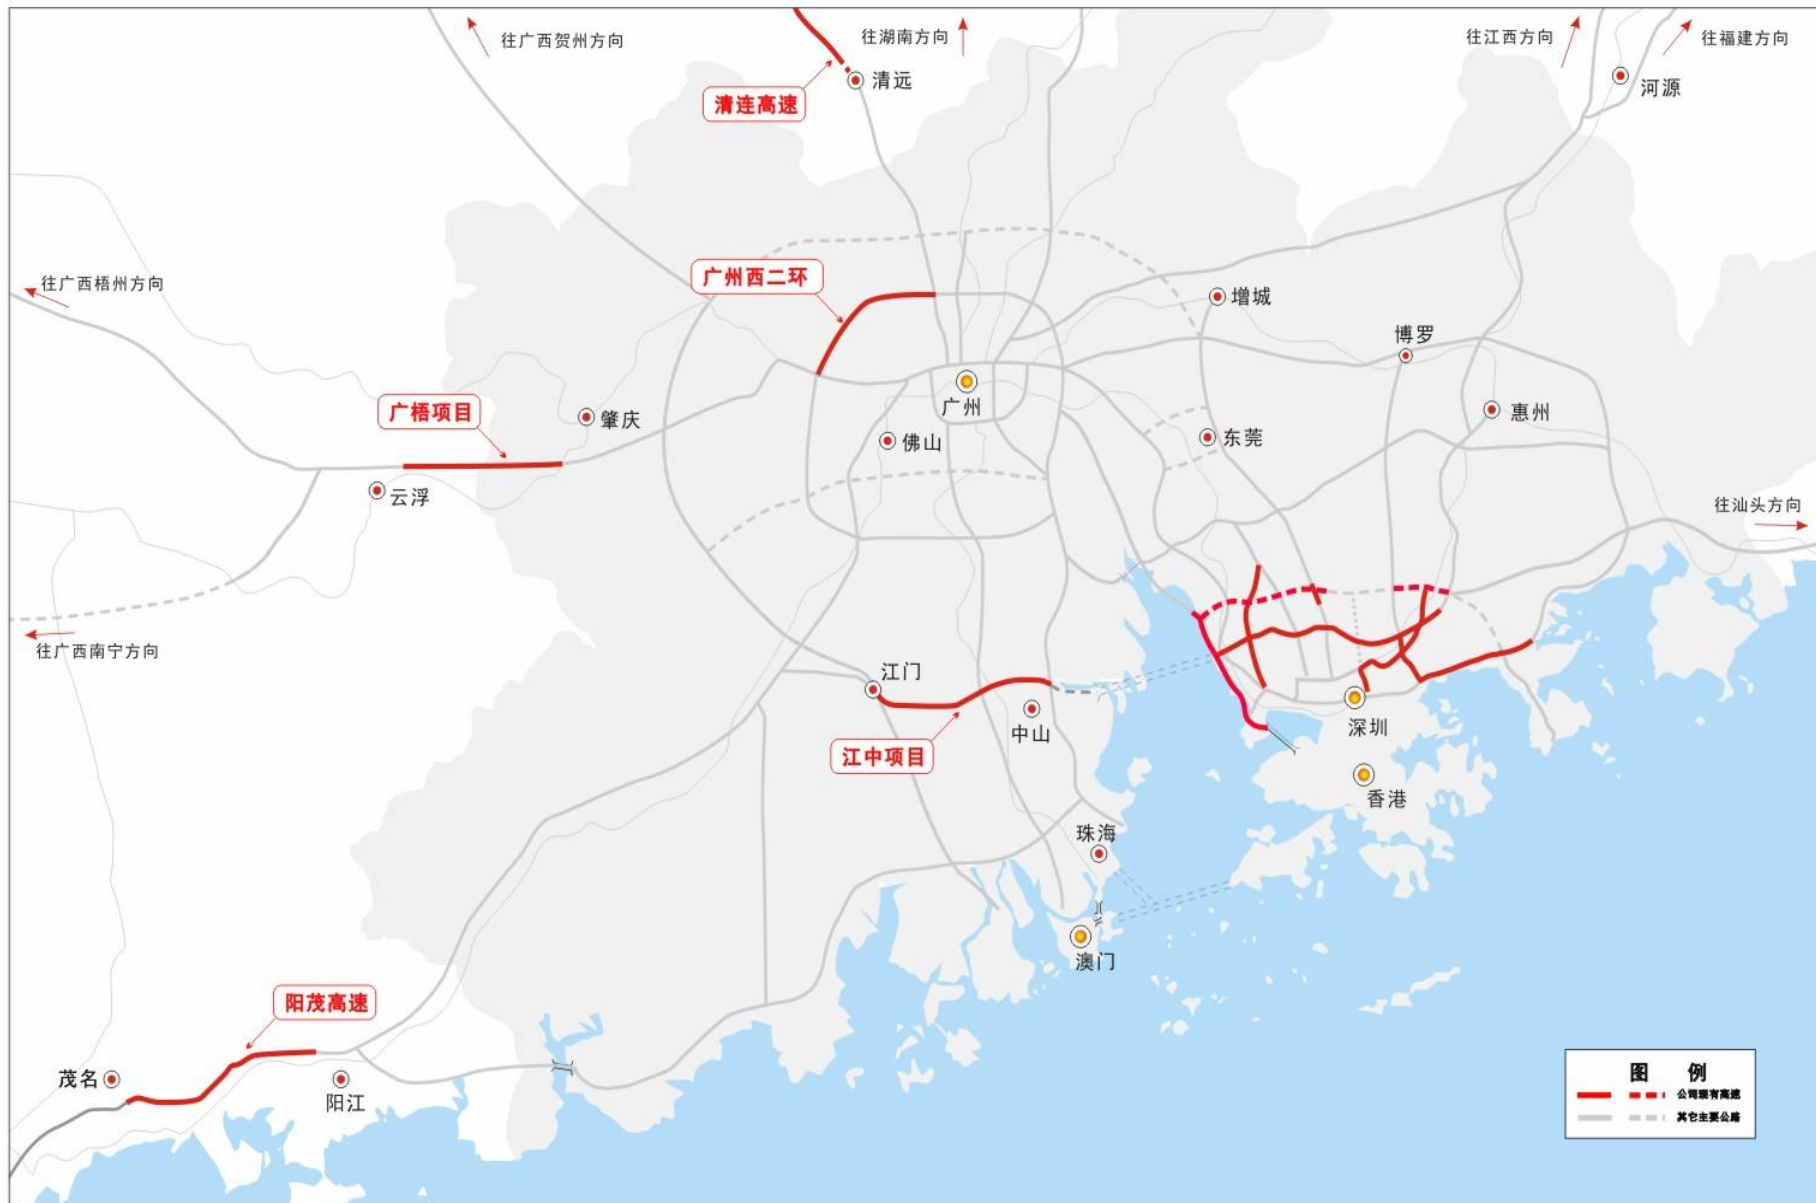 往广西贺州方向
往湖南方向
往江西方向
往福建方向
清远
河源
清连高速
往广西梧州方向
广州西二环
增城
博罗
广梧项目
肇庆
广州
惠州
佛山
东莞
云浮
往汕头方向
往广西南宁方向
江门
中山
深圳
江中项目
香港
珠海
澳门
阳茂高速
茂名
阳江
图 例
公司现有高速
其它主要公路